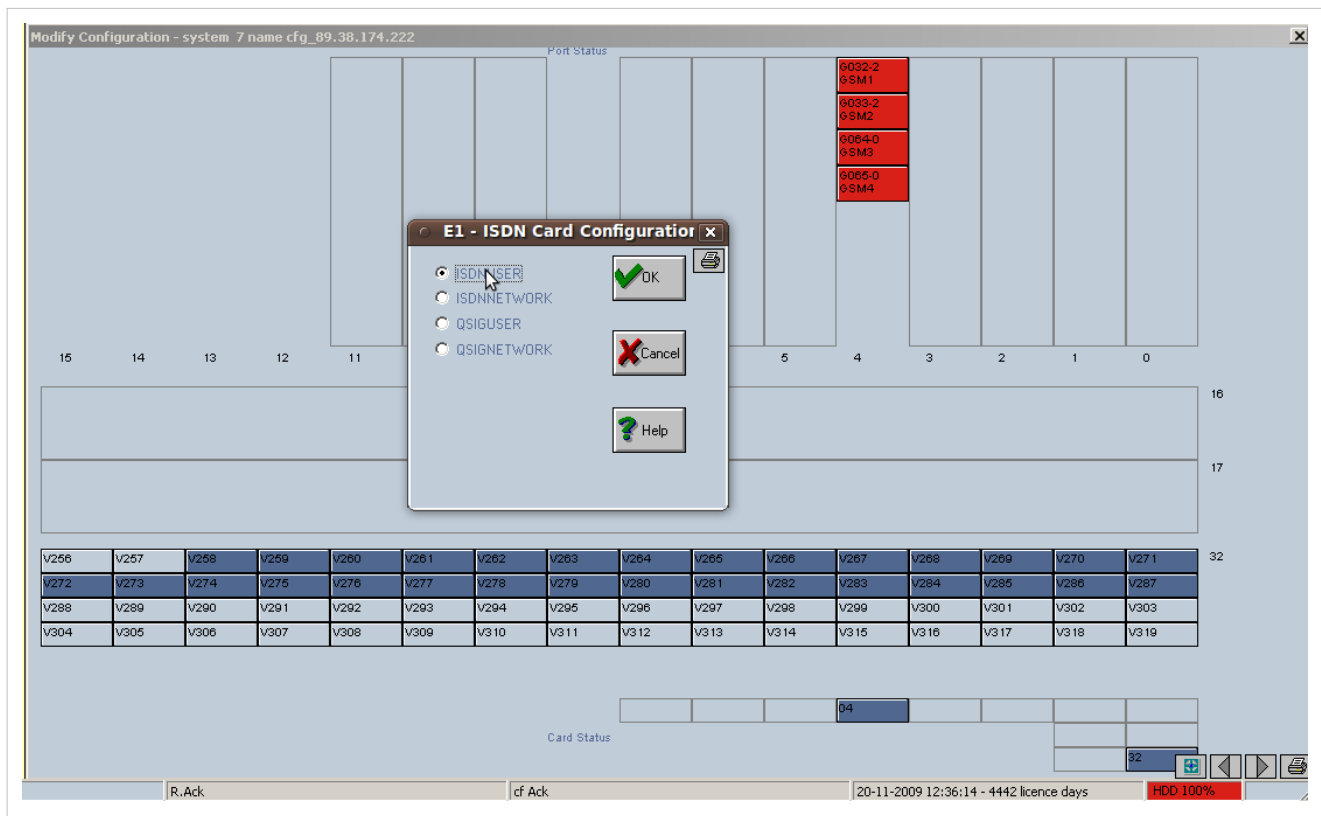 Modify Configuration - system 7 name cfg_89.38.174.222
Port Status
G032-2
GSM1
G033-2
GSM2
G064-0
GSM3
G065-0
GSM4
E1 - ISDN Card Configuration
ISDNUSER
OK
ISDNNETWORK
QSIGUSER
QSIGNETWORK
Cancel
Help
15 14 13 12 11 5 4 3 2 1 0
16
17
V256 V257 V258 V259 V260 V261 V262 V263 V264 V265 V266 V267 V268 V269 V270 V271 32
V272 V273 V274 V275 V276 V277 V278 V279 V280 V281 V282 V283 V284 V285 V286 V287
V288 V289 V290 V291 V292 V293 V294 V295 V296 V297 V298 V299 V300 V301 V302 V303
V304 V305 V306 V307 V308 V309 V310 V311 V312 V313 V314 V315 V316 V317 V318 V319
04
Card Status
32
R.Ack cf Ack 20-11-2009 12:36:14 - 4442 licence days HDD 100%